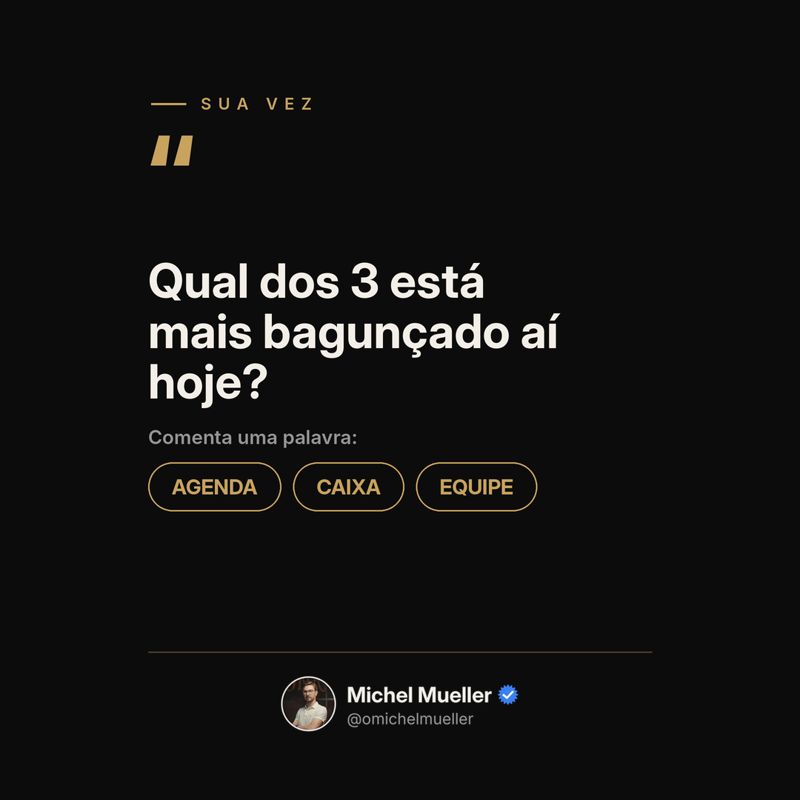 SUA VEZ
"
Qual dos 3 está
mais bagunçado aí
hoje?
Comenta uma palavra:
AGENDA CAIXA EQUIPE
Michel Mueller
@omichelmueller